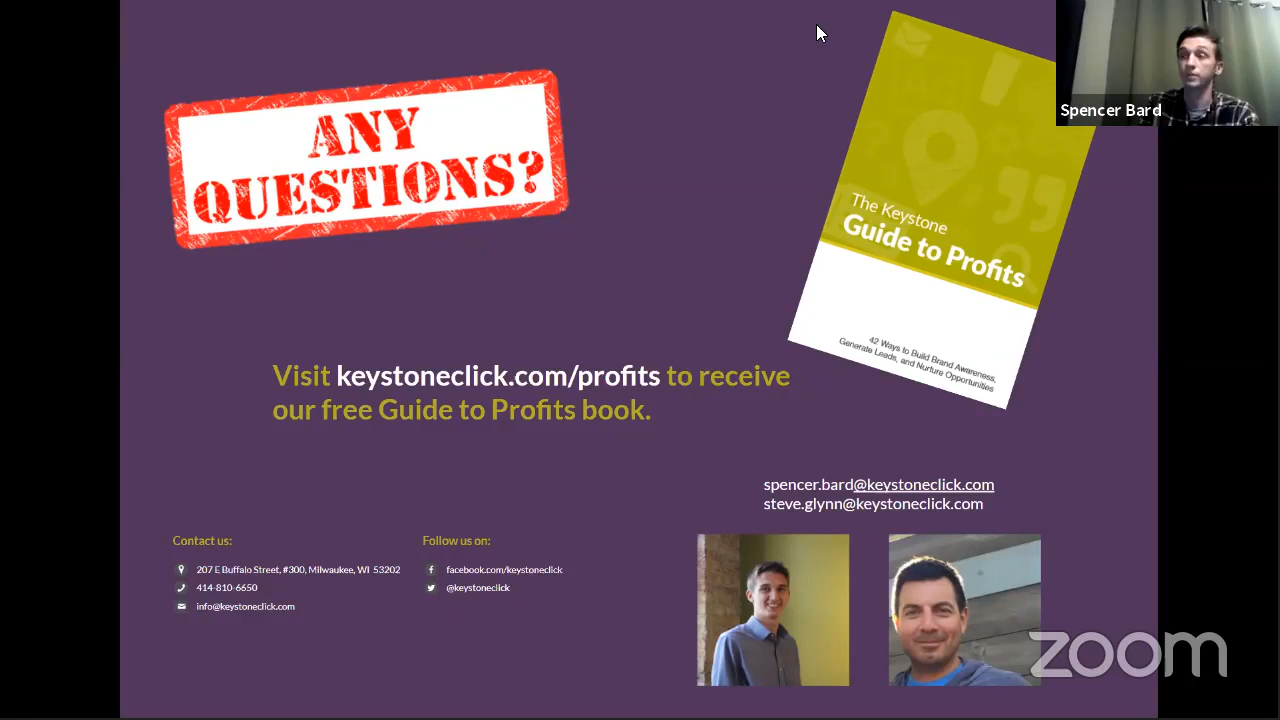 Spencer Bard
ANY
QUESTIONS?
The Keystone
Guide to Profits
42 Ways to Build Brand Awareness,
Generate Leads, and Nurture Opportunities
Visit keystoneclick.com/profits to receive
our free Guide to Profits book.
spencer.bard@keystoneclick.com
steve.glynn@keystoneclick.com
Contact us:
207 E Buffalo Street, #300, Milwaukee, WI 53202
414-810-6650
info@keystoneclick.com
Follow us on:
facebook.com/keystoneclick
@keystoneclick
zoom